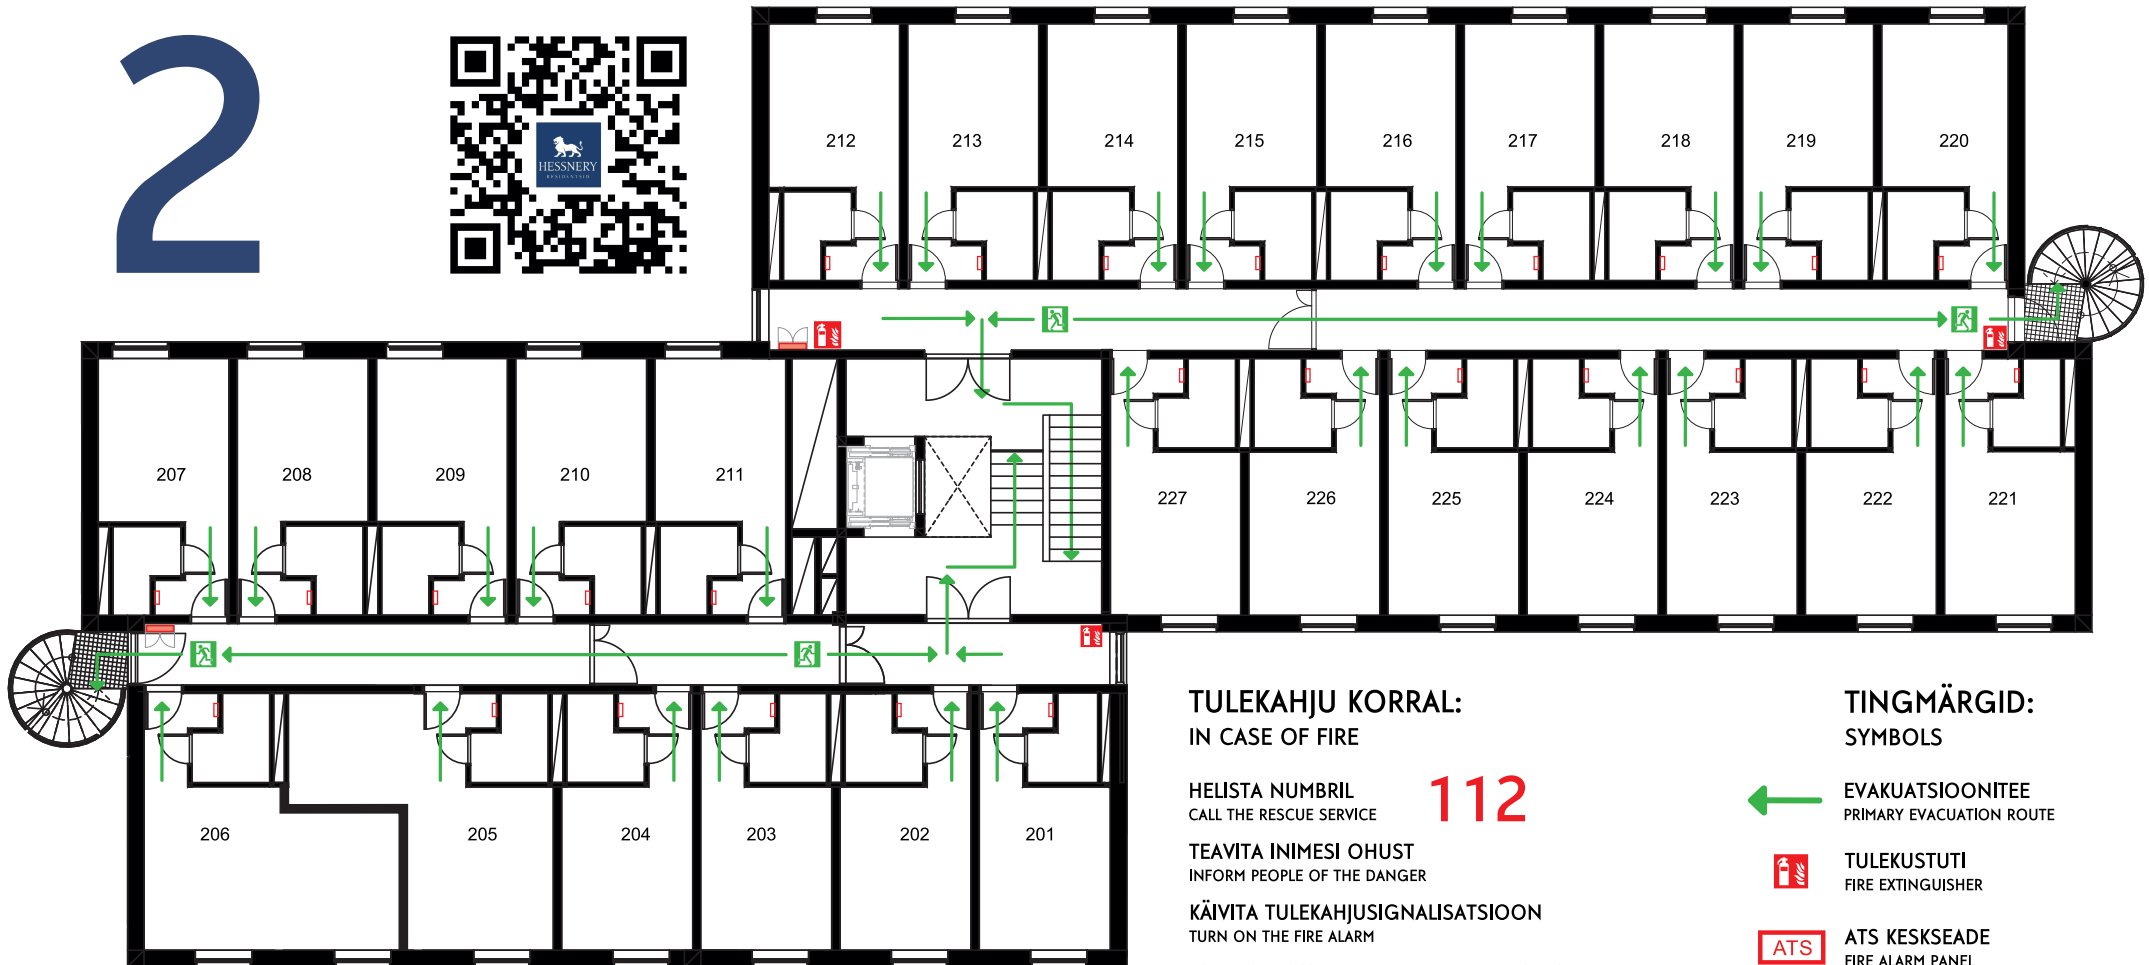 2
HESSNERY
RESIDENTSID
212 213 214 215 216 217 218 219 220
207 208 209 210 211
227 226 225 224 223 222 221
206 205 204 203 202 201
TULEKAHJU KORRAL:
IN CASE OF FIRE
HELISTA NUMBRIL
CALL THE RESCUE SERVICE
112
TEAVITA INIMESI OHUST
INFORM PEOPLE OF THE DANGER
KÄIVITA TULEKAHJUSIGNALISATSIOON
TURN ON THE FIRE ALARM
TINGMÄRGID:
SYMBOLS
EVAKUATSIOONITEE
PRIMARY EVACUATION ROUTE
TULEKUSTUTI
FIRE EXTINGUISHER
ATS
ATS KESKSEADE
FIRE ALARM PANEL